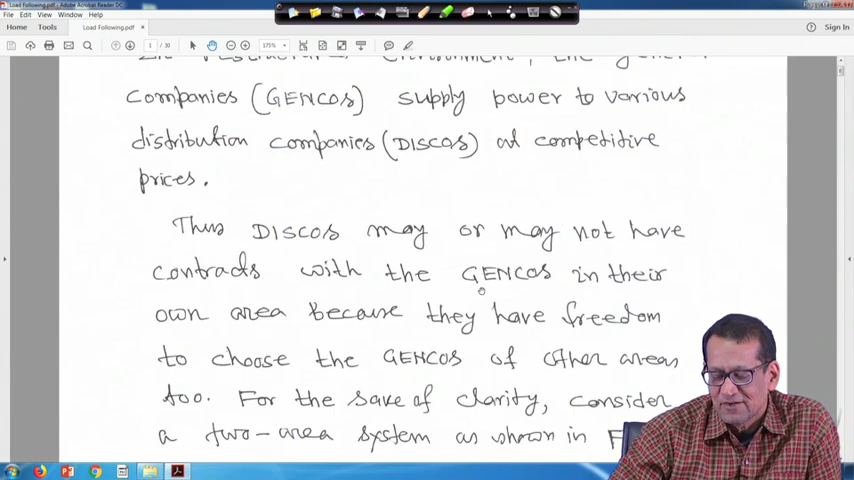 Load Following.pdf - Adobe Acrobat Reader DC
File Edit View Window Help
Home Tools Load Following.pdf × Sign In
1 / 30 175%
In environment, the
Companies (GENCOS) supply power to various
distribution companies (DISCOS) at competitive
prices.
Thus DISCOS may or may not have
contracts with the GENCOS in their
own area because they have freedom
to choose the GENCOS of other areas
too. For the sake of clarity, consider
a two-area system as shown in